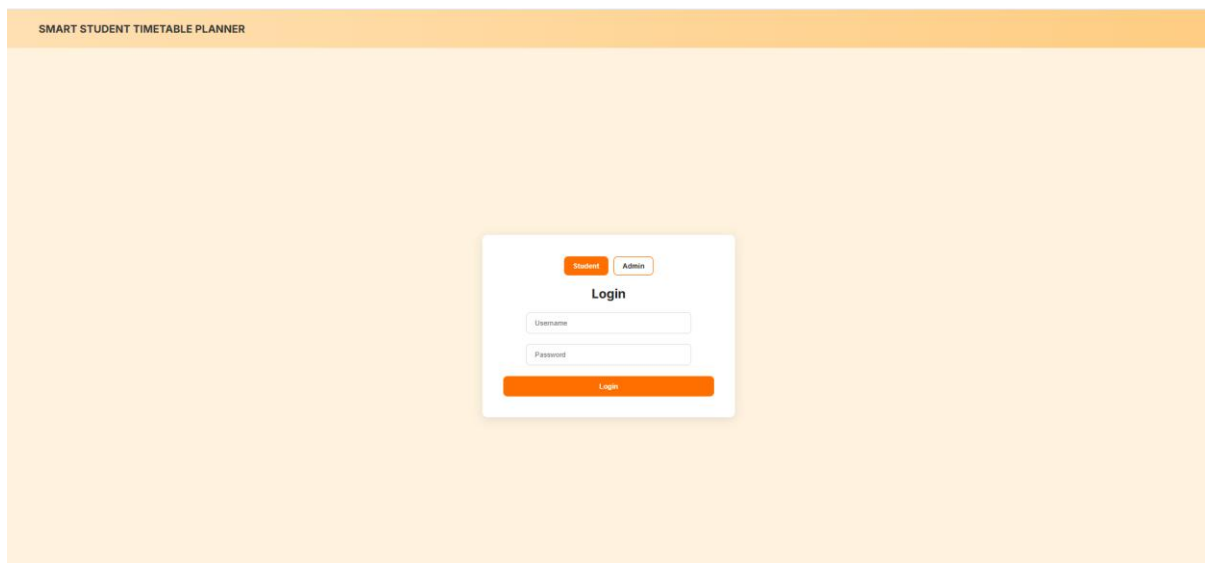 SMART STUDENT TIMETABLE PLANNER
Student Admin
Login
Username
Password
Login